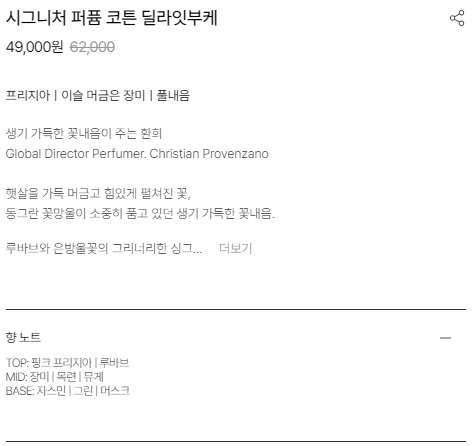 시그니처 퍼퓸 코튼 딜라잇부케
49,000원 62,000
프리지아 | 이슬 머금은 장미 | 풀내음
생기 가득한 꽃내음이 주는 환희
Global Director Perfumer. Christian Provenzano
햇살을 가득 머금고 힘있게 펼쳐진 꽃,
동그란 꽃망울이 소중히 품고 있던 생기 가득한 꽃내음.
루바브와 은방울꽃의 그리너리한 싱그... 더보기
향 노트
TOP: 핑크 프리지아 | 루바브
MID: 장미 | 목련 | 뮤게
BASE: 자스민 | 그린 | 머스크